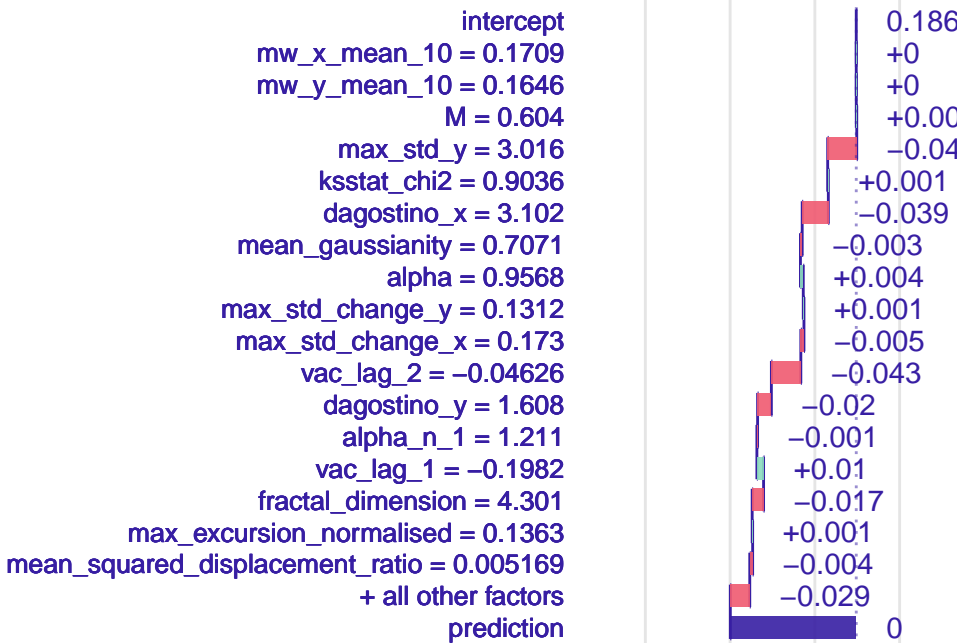 intercept 0.186
mw_x_mean_10 = 0.1709 +0
mw_y_mean_10 = 0.1646 +0
M = 0.604 +0.00
max_std_y = 3.016 −0.04
ksstat_chi2 = 0.9036 +0.001
dagostino_x = 3.102 −0.039
mean_gaussianity = 0.7071 −0.003
alpha = 0.9568 +0.004
max_std_change_y = 0.1312 +0.001
max_std_change_x = 0.173 −0.005
vac_lag_2 = −0.04626 −0.043
dagostino_y = 1.608 −0.02
alpha_n_1 = 1.211 −0.001
vac_lag_1 = −0.1982 +0.01
fractal_dimension = 4.301 −0.017
max_excursion_normalised = 0.1363 +0.001
mean_squared_displacement_ratio = 0.005169 −0.004
+ all other factors −0.029
prediction 0